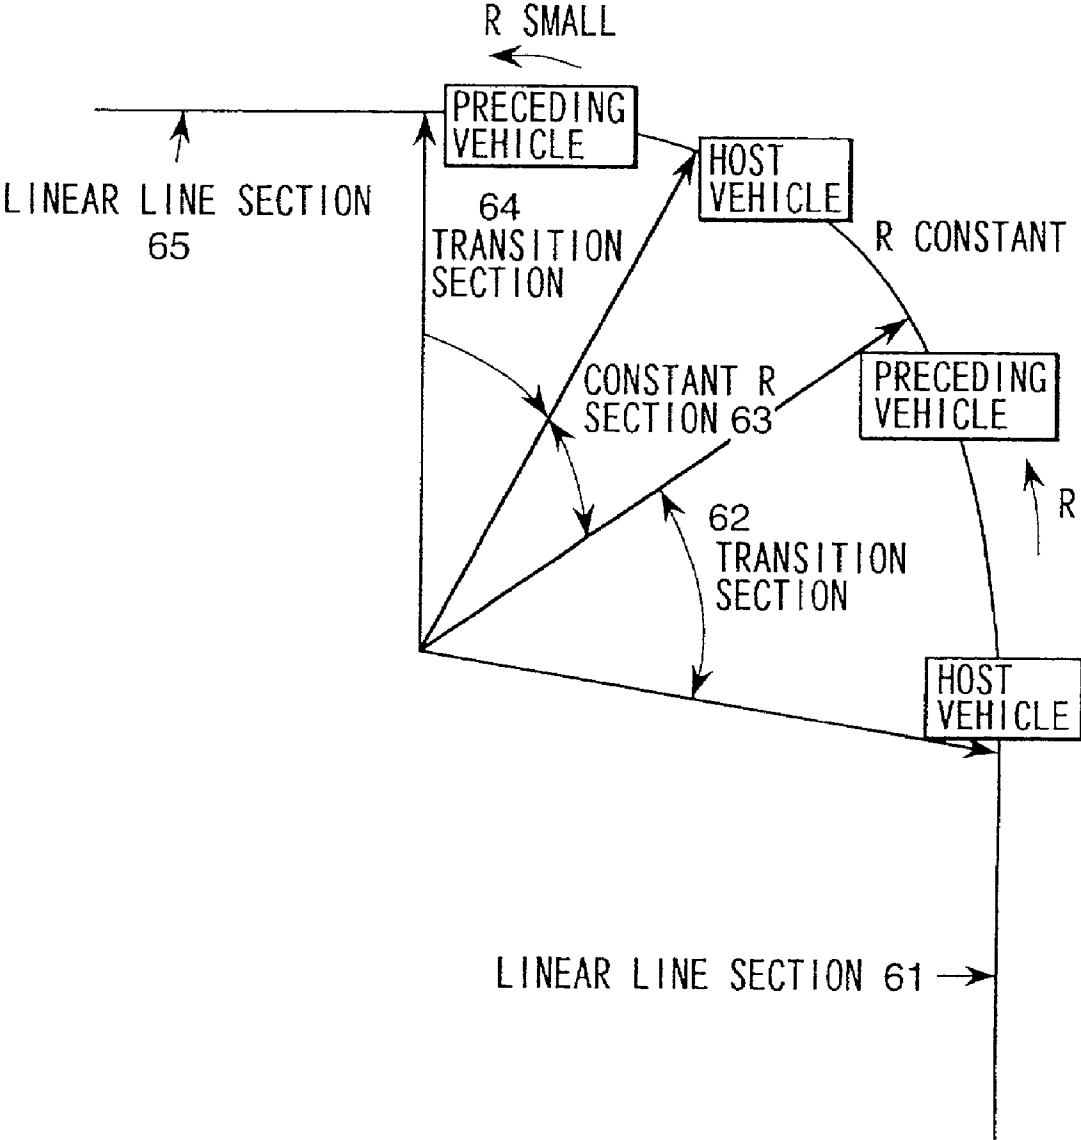 R SMALL
PRECEDING
VEHICLE
HOST
VEHICLE
LINEAR LINE SECTION
65
64
TRANSITION
SECTION
R CONSTANT
CONSTANT R
SECTION 63
PRECEDING
VEHICLE
R
62
TRANSITION
SECTION
HOST
VEHICLE
LINEAR LINE SECTION 61